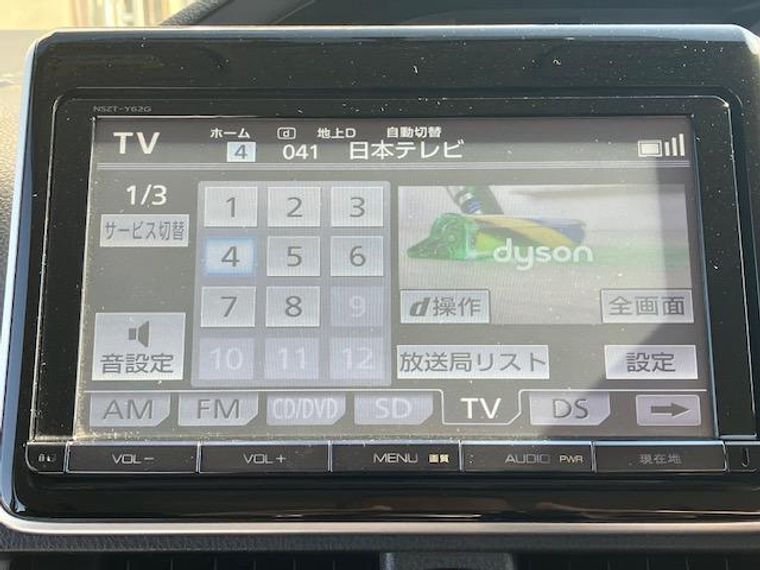 NSZT-Y62G
TV
ホーム d 地上D 自動切替
4 041 日本テレビ
1/3
サービス切替
1 2 3
4 5 6
7 8 9
10 11 12
dyson
d操作
全画面
音設定
放送局リスト
設定
AM FM CD/DVD SD TV DS
VOL- VOL+ MENU 画質 AUDIO PWR 現在地